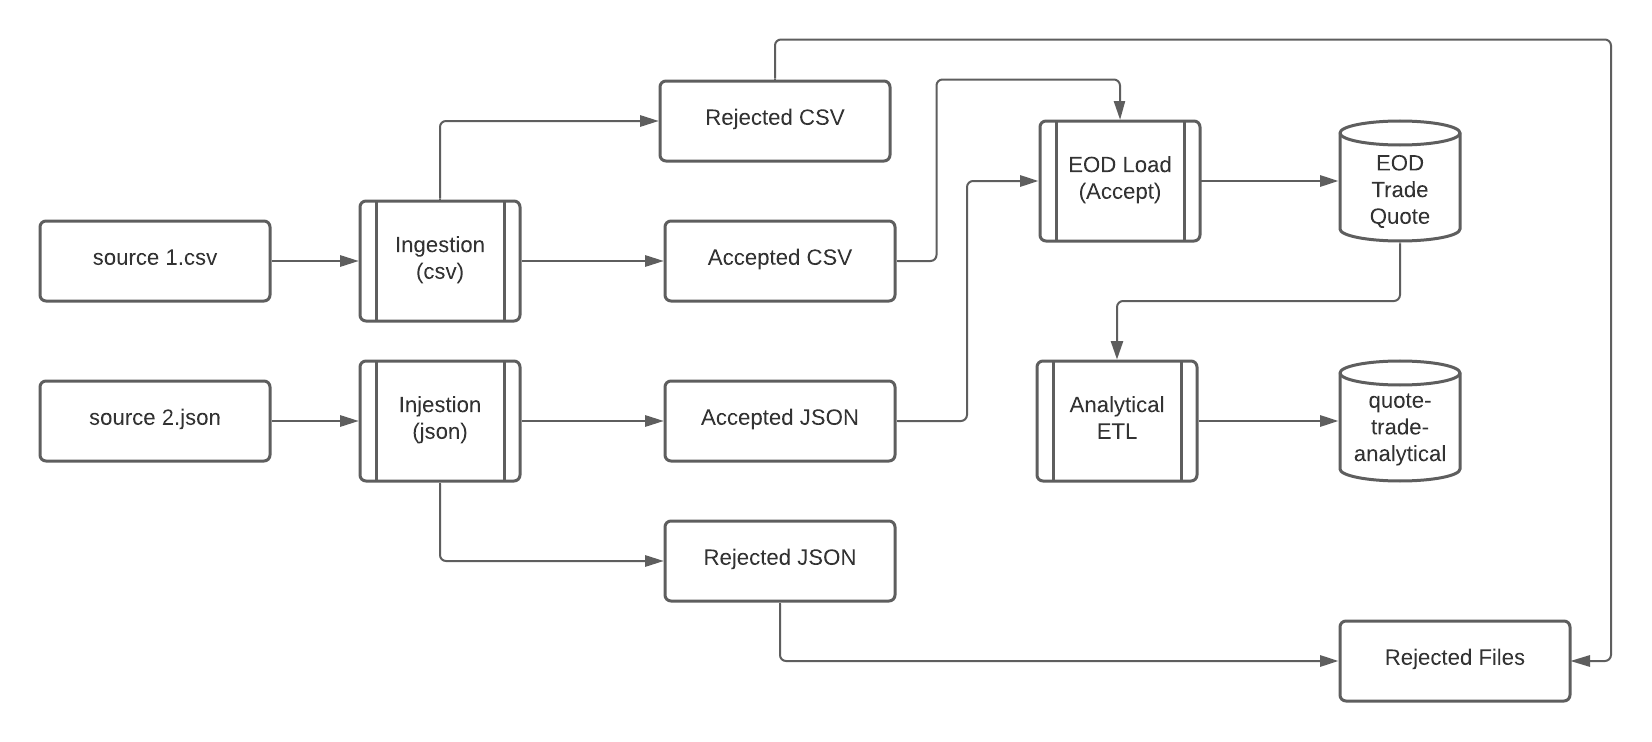 Rejected CSV
source 1.csv
Ingestion
(csv)
Accepted CSV
EOD Load
(Accept)
EOD
Trade
Quote
source 2.json
Injestion
(json)
Accepted JSON
Analytical
ETL
quote-
trade-
analytical
Rejected JSON
Rejected Files